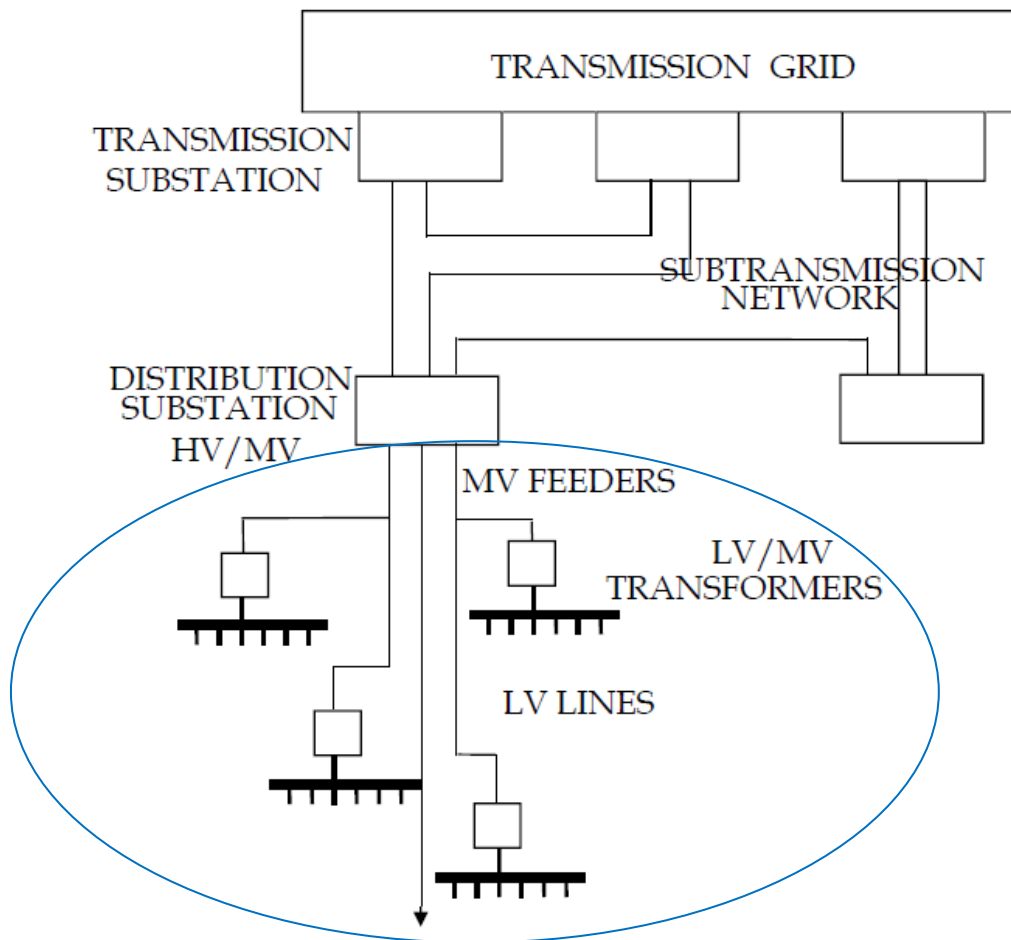 TRANSMISSION GRID
TRANSMISSION
SUBSTATION
SUBTRANSMISSION
NETWORK
DISTRIBUTION
SUBSTATION
HV/MV
MV FEEDERS
LV/MV
TRANSFORMERS
LV LINES